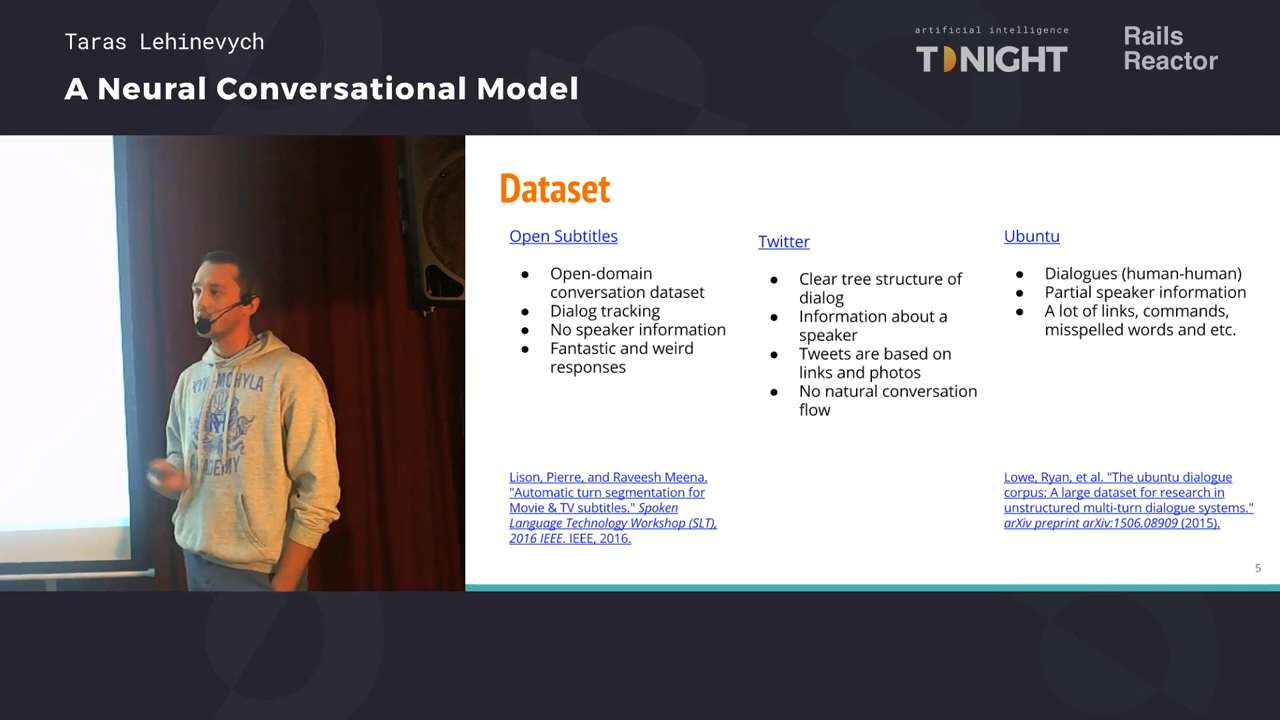 Taras Lehinevych
A Neural Conversational Model
artificial intelligence
TONIGHT
Rails
Reactor
Dataset
Open Subtitles
● Open-domain
conversation dataset
● Dialog tracking
● No speaker information
● Fantastic and weird
responses
Lison, Pierre, and Raveesh Meena.
"Automatic turn segmentation for
Movie & TV subtitles." Spoken
Language Technology Workshop (SLT),
2016 IEEE. IEEE, 2016.
Twitter
● Clear tree structure of
dialog
● Information about a
speaker
● Tweets are based on
links and photos
● No natural conversation
flow
Ubuntu
● Dialogues (human-human)
● Partial speaker information
● A lot of links, commands,
misspelled words and etc.
Lowe, Ryan, et al. "The ubuntu dialogue
corpus: A large dataset for research in
unstructured multi-turn dialogue systems."
arXiv preprint arXiv:1506.08909 (2015).
5